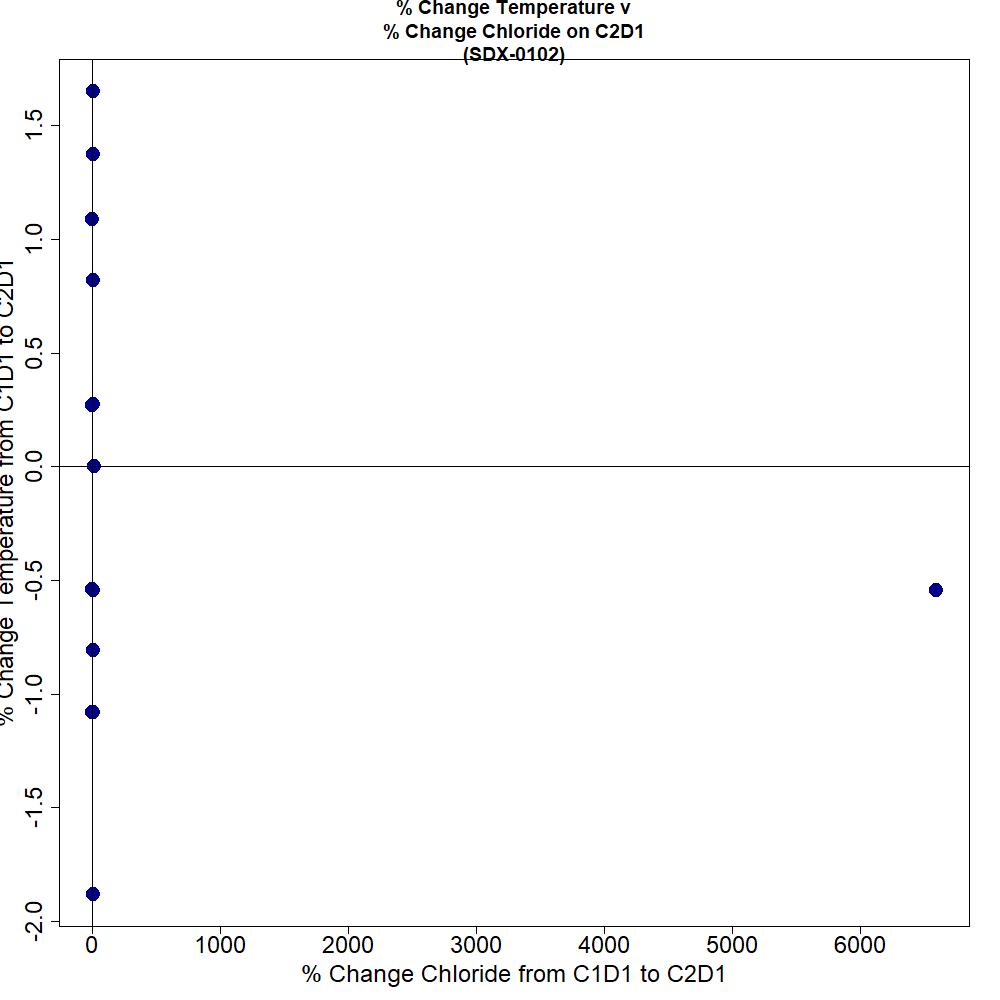 % Change Temperature v
% Change Chloride on C2D1
(SDX-0102)
% Change Temperature from C1D1 to C2D1
1.5
1.0
0.5
0.0
-0.5
-1.0
-1.5
-2.0
0 1000 2000 3000 4000 5000 6000
% Change Chloride from C1D1 to C2D1